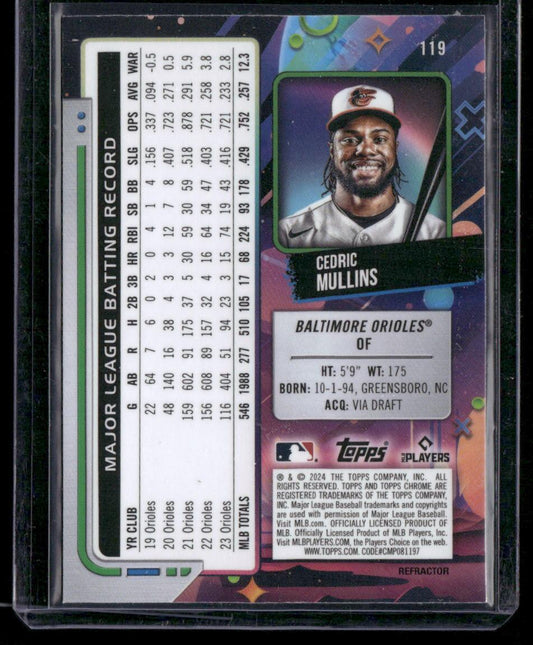 119
CEDRIC
MULLINS
BALTIMORE ORIOLES®
OF
HT: 5'9" WT: 175
BORN: 10-1-94, GREENSBORO, NC
ACQ: VIA DRAFT
MAJOR LEAGUE BATTING RECORD
YR CLUB G AB R H 2B 3B HR RBI SB BB SLG OPS AVG WAR
19 Orioles 22 64 7 6 0 2 0 4 1 4 .156 .337 .094 -0.5
20 Orioles 48 140 16 38 4 3 3 12 7 8 .407 .723 .271 0.5
21 Orioles 159 602 91 175 37 5 30 59 30 59 .518 .878 .291 5.9
22 Orioles 156 608 89 157 32 4 16 64 34 47 .403 .721 .258 3.8
23 Orioles 116 404 51 94 23 3 15 74 19 43 .416 .721 .233 2.8
MLB TOTALS 546 1988 277 510 105 17 68 224 93 178 .429 .752 .257 12.3
Topps
MLB PLAYERS
® & © 2024 THE TOPPS COMPANY, INC. ALL
RIGHTS RESERVED. TOPPS AND TOPPS CHROME ARE
REGISTERED TRADEMARKS OF THE TOPPS COMPANY,
INC. Major League Baseball trademarks and copyrights
are used with permission of Major League Baseball.
Visit MLB.com. OFFICIALLY LICENSED PRODUCT OF
MLB. Officially Licensed Product of MLB Players, Inc.
Visit MLBPLAYERS.COM, the Players Choice on the web.
WWW.TOPPS.COM. CODE#CMP081197
REFRACTOR